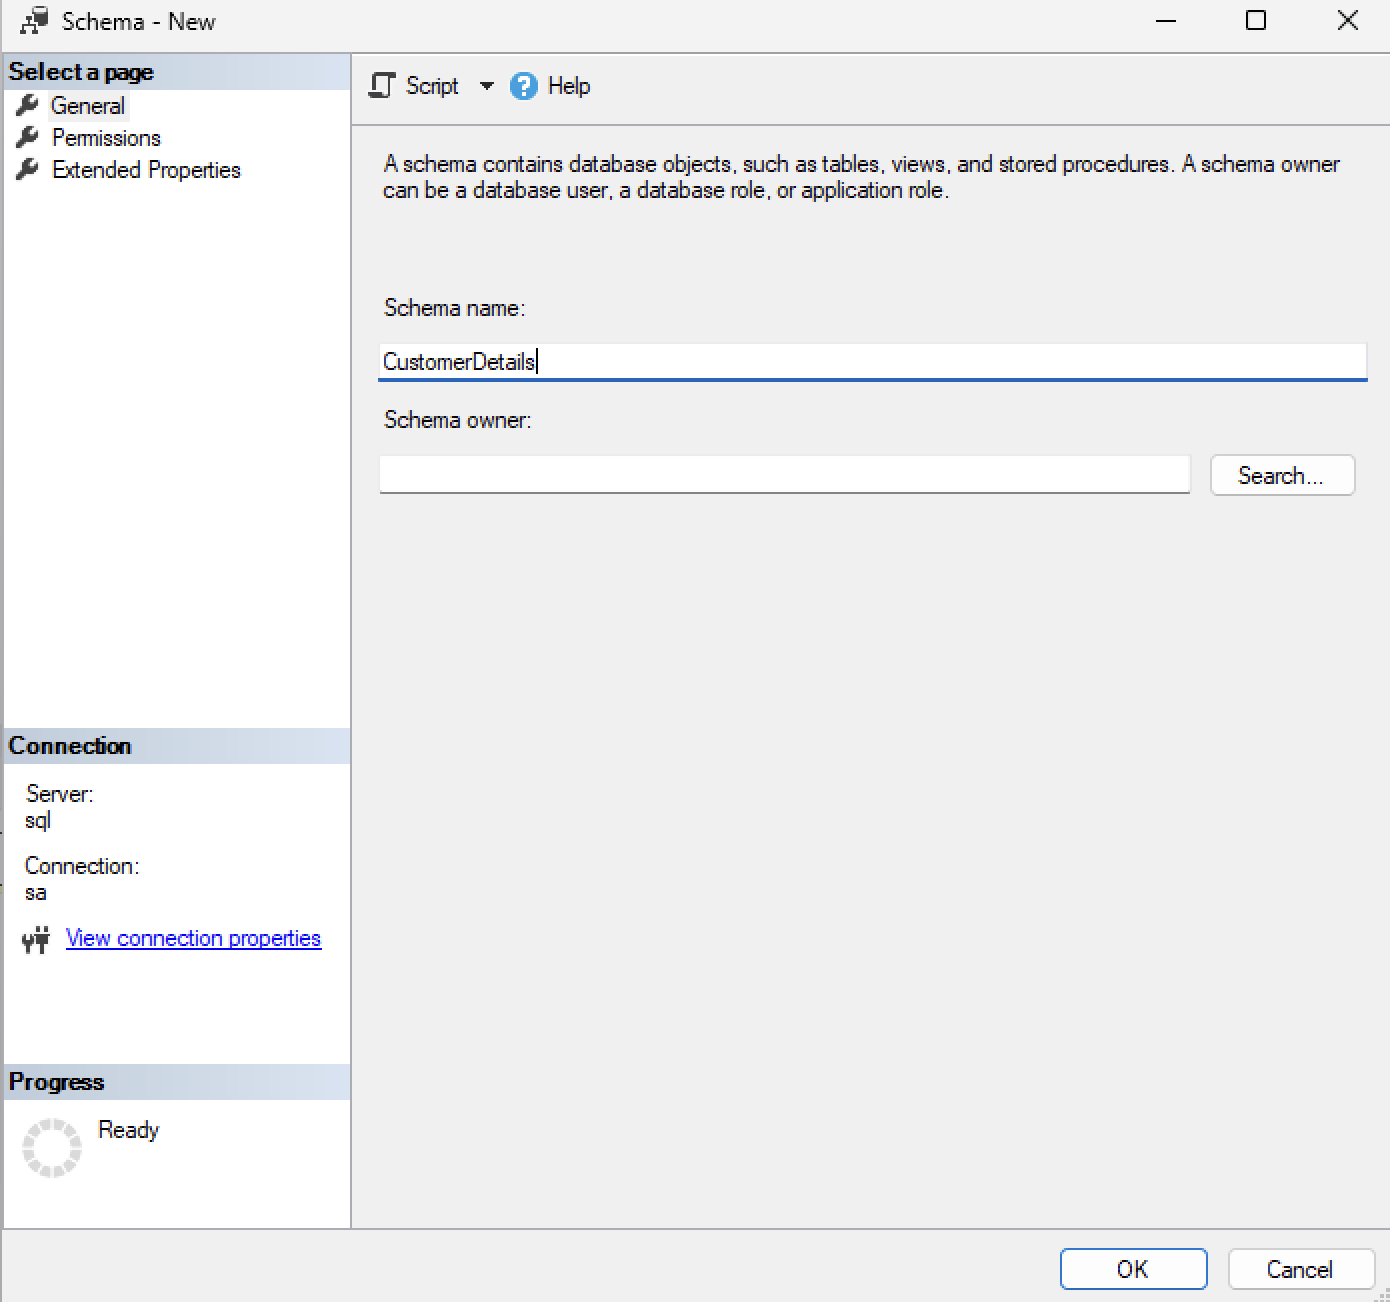 Schema - New
Select a page
General
Permissions
Extended Properties
Script
Help
A schema contains database objects, such as tables, views, and stored procedures. A schema owner
can be a database user, a database role, or application role.
Schema name:
CustomerDetails
Schema owner:
Search...
Connection
Server:
sql
Connection:
sa
View connection properties
Progress
Ready
OK
Cancel